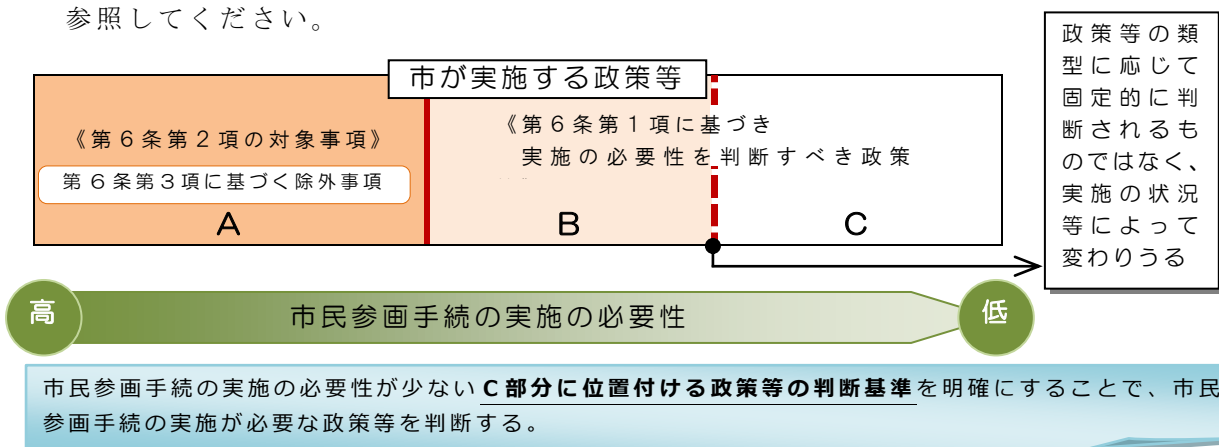 参照してください。
市が実施する政策等
《第６条第２項の対象事項》
第６条第３項に基づく除外事項
A
《第６条第１項に基づき
実施の必要性を判断すべき政策
B
C
政策等の類
型に応じて
固定的に判
断されるも
のではなく、
実施の状況
等によって
変わりうる
高
市民参画手続の実施の必要性
低
市民参画手続の実施の必要性が少ないC部分に位置付ける政策等の判断基準を明確にすることで、市民
参画手続の実施が必要な政策等を判断する。